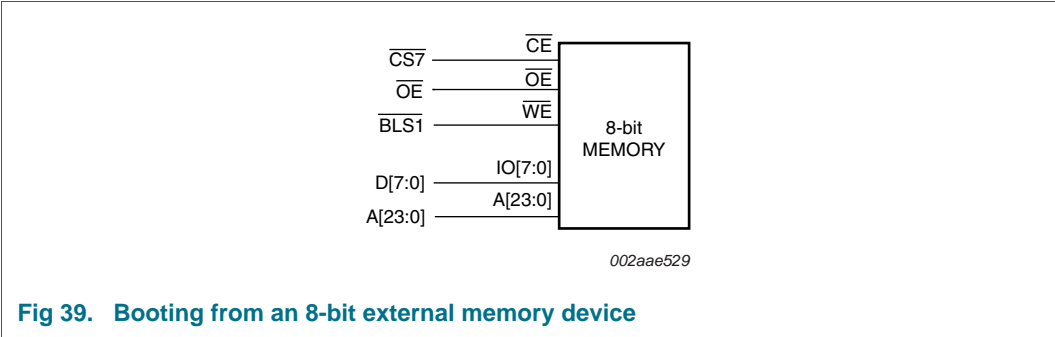 CS7 CE
OE OE
BLS1 WE
8-bit
MEMORY
D[7:0] IO[7:0]
A[23:0] A[23:0]
002aae529
Fig 39. Booting from an 8-bit external memory device